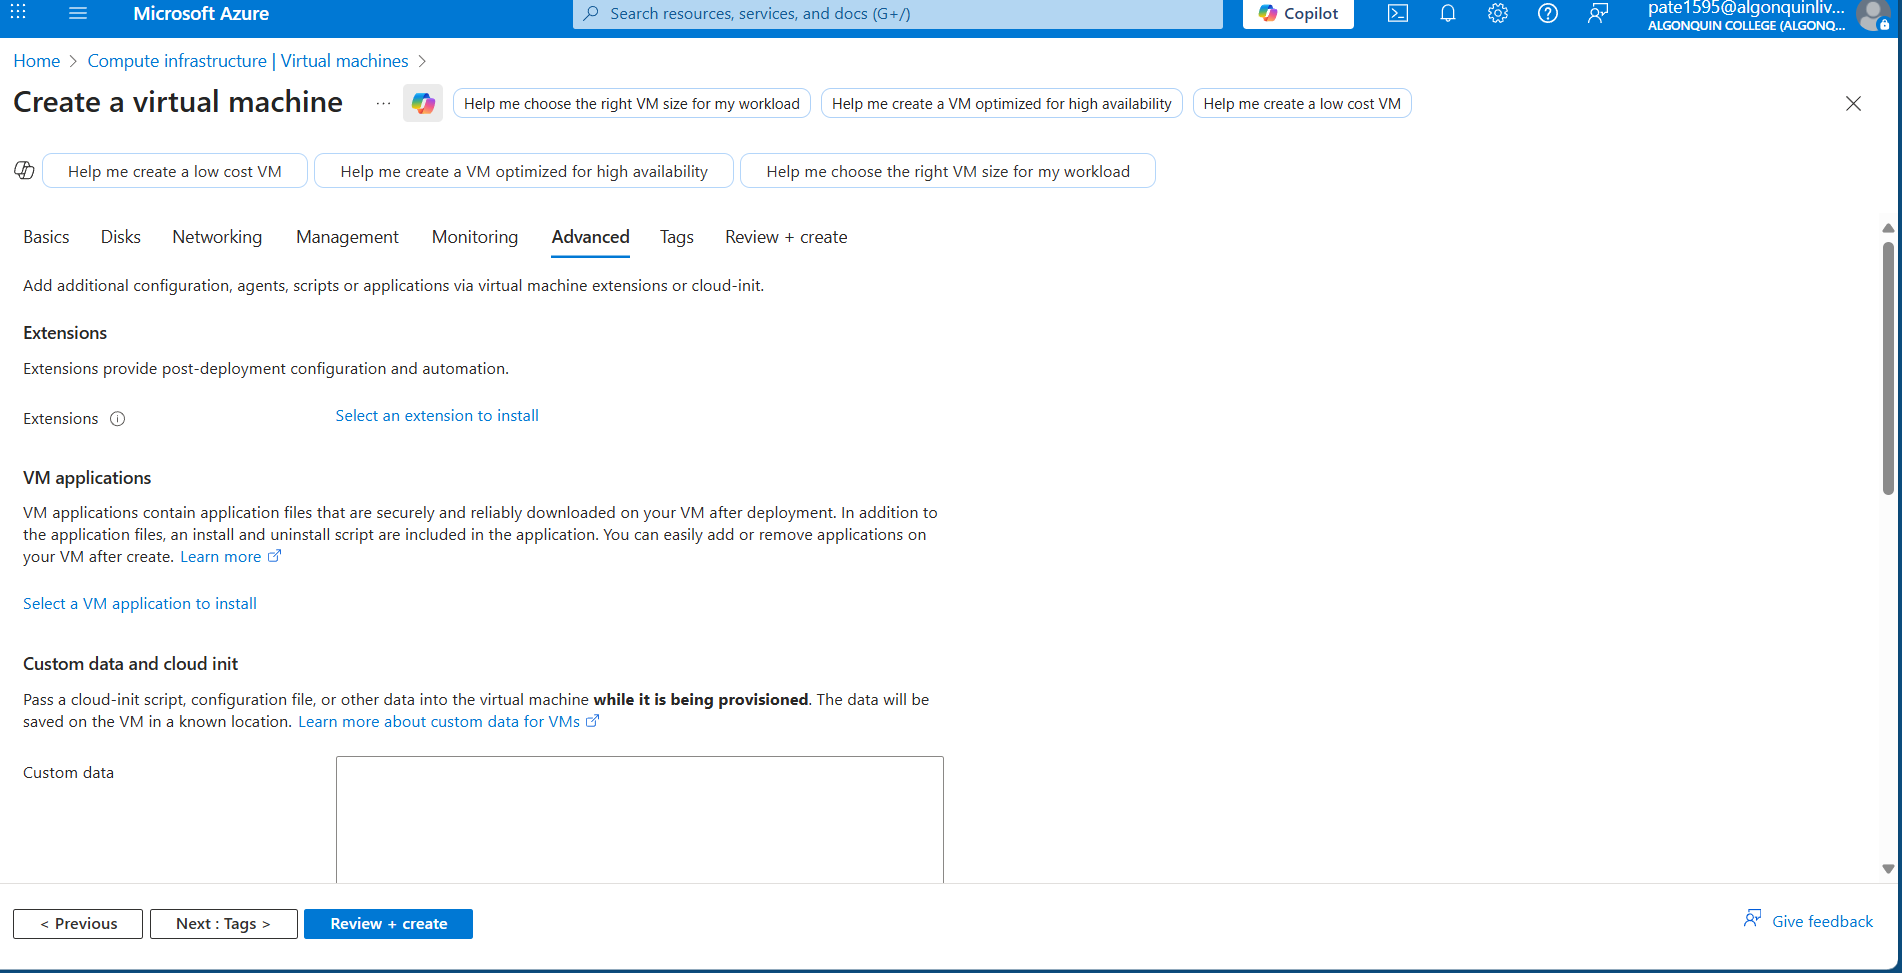 Microsoft Azure
Search resources, services, and docs (G+/)
Copilot
pate1595@algonquinliv...
ALGONQUIN COLLEGE (ALGONQ...
Home > Compute infrastructure | Virtual machines >
Create a virtual machine
...
Help me choose the right VM size for my workload
Help me create a VM optimized for high availability
Help me create a low cost VM
Help me create a low cost VM
Help me create a VM optimized for high availability
Help me choose the right VM size for my workload
Basics Disks Networking Management Monitoring Advanced Tags Review + create
Add additional configuration, agents, scripts or applications via virtual machine extensions or cloud-init.
Extensions
Extensions provide post-deployment configuration and automation.
Extensions
Select an extension to install
VM applications
VM applications contain application files that are securely and reliably downloaded on your VM after deployment. In addition to
the application files, an install and uninstall script are included in the application. You can easily add or remove applications on
your VM after create. Learn more
Select a VM application to install
Custom data and cloud init
Pass a cloud-init script, configuration file, or other data into the virtual machine while it is being provisioned. The data will be
saved on the VM in a known location. Learn more about custom data for VMs
Custom data
< Previous
Next : Tags >
Review + create
Give feedback